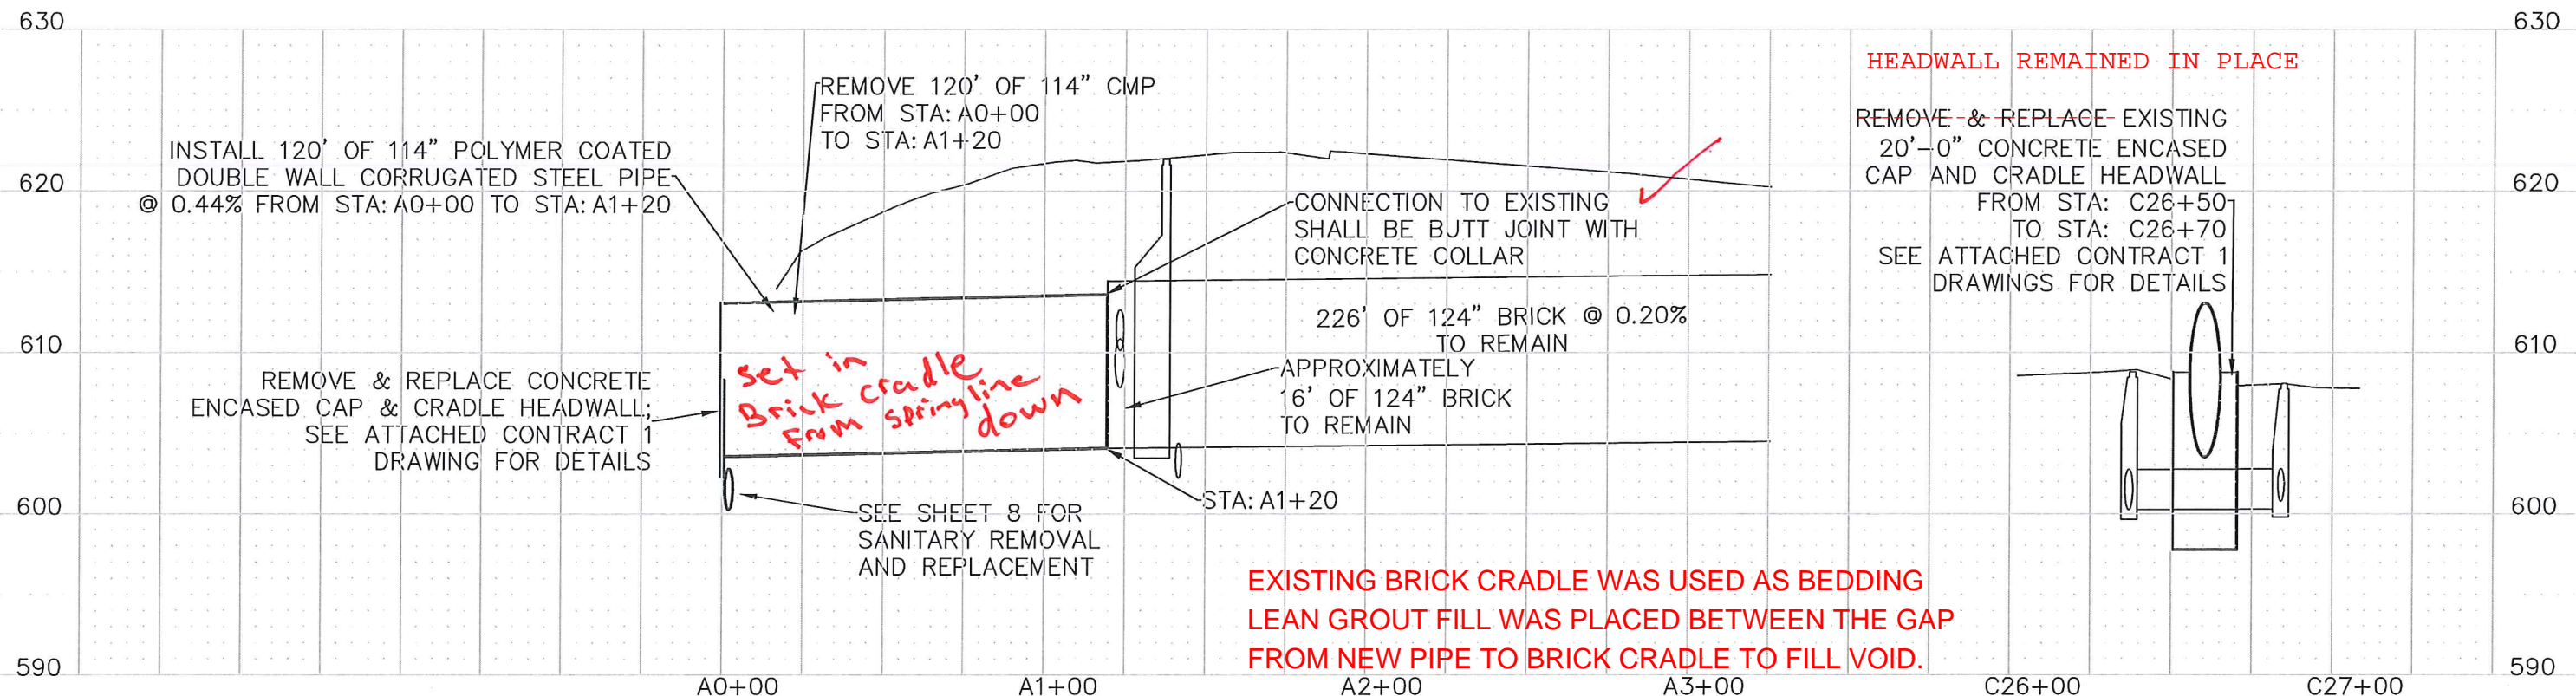 630
630
HEADWALL REMAINED IN PLACE
REMOVE 120' OF 114" CMP
FROM STA: A0+00
TO STA: A1+20
INSTALL 120' OF 114" POLYMER COATED
DOUBLE WALL CORRUGATED STEEL PIPE
@ 0.44% FROM STA: A0+00 TO STA: A1+20
REMOVE & REPLACE EXISTING
20'-0" CONCRETE ENCASED
CAP AND CRADLE HEADWALL
FROM STA: C26+50
TO STA: C26+70
SEE ATTACHED CONTRACT 1
DRAWINGS FOR DETAILS
620
620
CONNECTION TO EXISTING
SHALL BE BUTT JOINT WITH
CONCRETE COLLAR
226' OF 124" BRICK @ 0.20%
TO REMAIN
610
610
set in
Brick cradle
from springline
down
APPROXIMATELY
16' OF 124" BRICK
TO REMAIN
REMOVE & REPLACE CONCRETE
ENCASED CAP & CRADLE HEADWALL;
SEE ATTACHED CONTRACT 1
DRAWING FOR DETAILS
STA: A1+20
600
600
SEE SHEET 8 FOR
SANITARY REMOVAL
AND REPLACEMENT
EXISTING BRICK CRADLE WAS USED AS BEDDING
LEAN GROUT FILL WAS PLACED BETWEEN THE GAP
FROM NEW PIPE TO BRICK CRADLE TO FILL VOID.
590
590
A0+00
A1+00
A2+00
A3+00
C26+00
C27+00